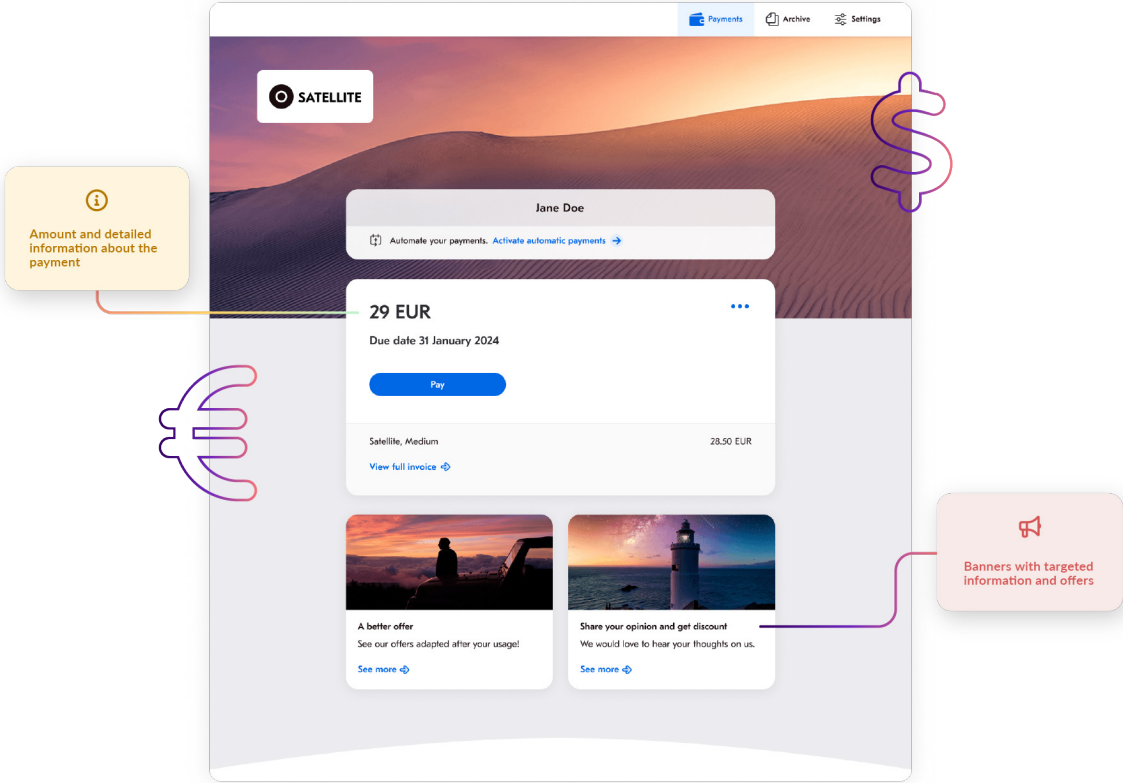 Payments
Archive
Settings
SATELLITE
Jane Doe
Automate your payments. Activate automatic payments
Amount and detailed
information about the
payment
29 EUR
Due date 31 January 2024
Pay
Satellite, Medium
28.50 EUR
View full invoice
A better offer
See our offers adapted after your usage!
See more
Share your opinion and get discount
We would love to hear your thoughts on us.
See more
Banners with targeted
information and offers